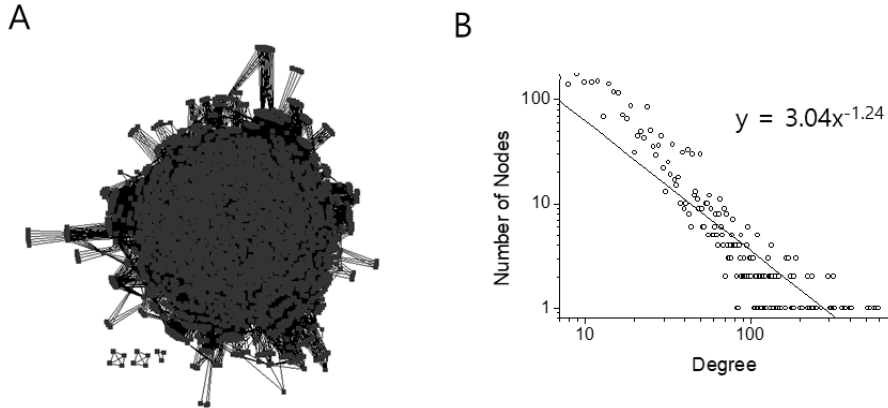 A
B
y = 3.04x^-1.24
100
10
1
Number of Nodes
10
100
Degree